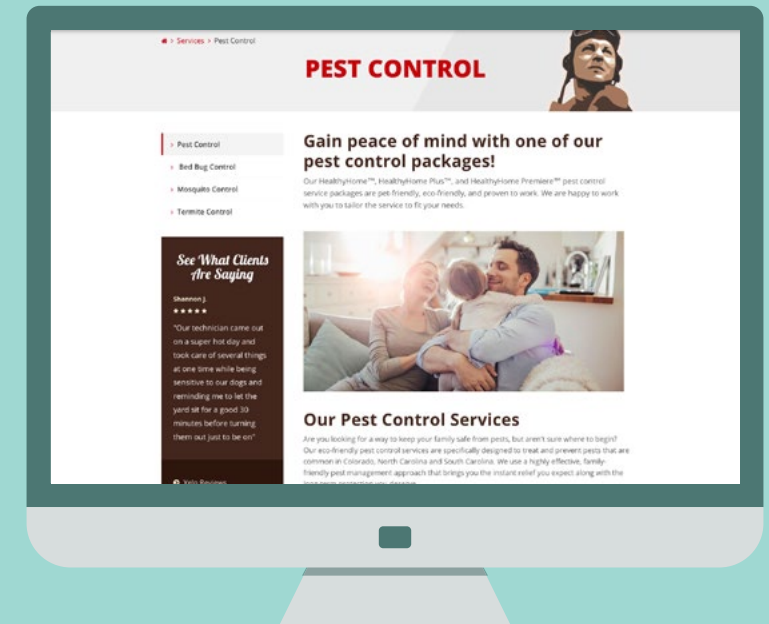 > Services > Pest Control
PEST CONTROL
> Pest Control
> Bed Bug Control
> Mosquito Control
> Termite Control
See What Clients
Are Saying
Shannon J.
★★★★★
"Our technician came out
on a super hot day and
took care of several things
at one time while being
sensitive to our dogs and
reminding me to let the
yard sit for a good 30
minutes before turning
them out just to be on"
Yelp Reviews
Gain peace of mind with one of our
pest control packages!
Our HealthyHome™, HealthyHome Plus™, and HealthyHome Premiere™ pest control
service packages are pet-friendly, eco-friendly, and proven to work. We are happy to work
with you to tailor the service to fit your needs.
Our Pest Control Services
Are you looking for a way to keep your family safe from pests, but aren't sure where to begin?
Our eco-friendly pest control services are specifically designed to treat and prevent pests that are
common in Colorado, North Carolina and South Carolina. We use a highly effective, family-
friendly pest management approach that brings you the instant relief you expect along with the
long-term protection you deserve